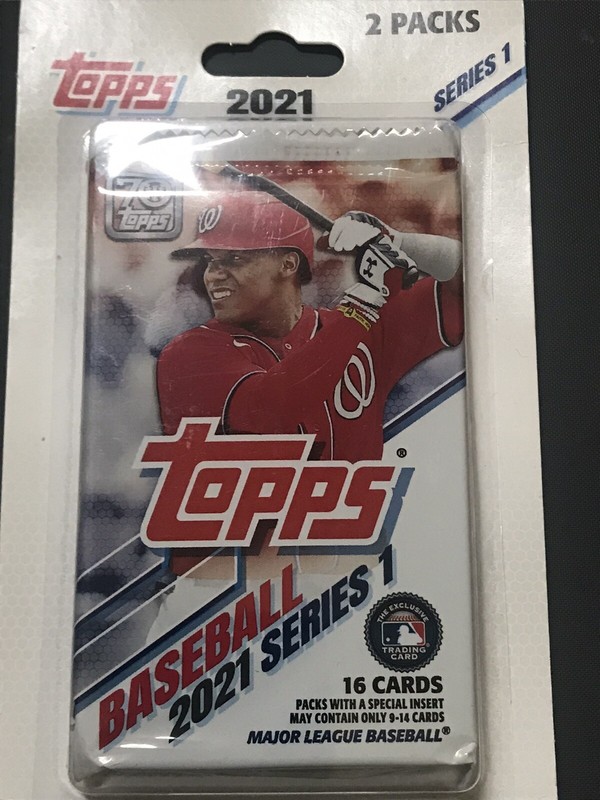 2 PACKS
Topps
2021
SERIES 1
70
Topps
W
W
Topps®
BASEBALL
2021 SERIES 1
THE EXCLUSIVE
TRADING
CARD
16 CARDS
PACKS WITH A SPECIAL INSERT
MAY CONTAIN ONLY 9-14 CARDS
MAJOR LEAGUE BASEBALL®